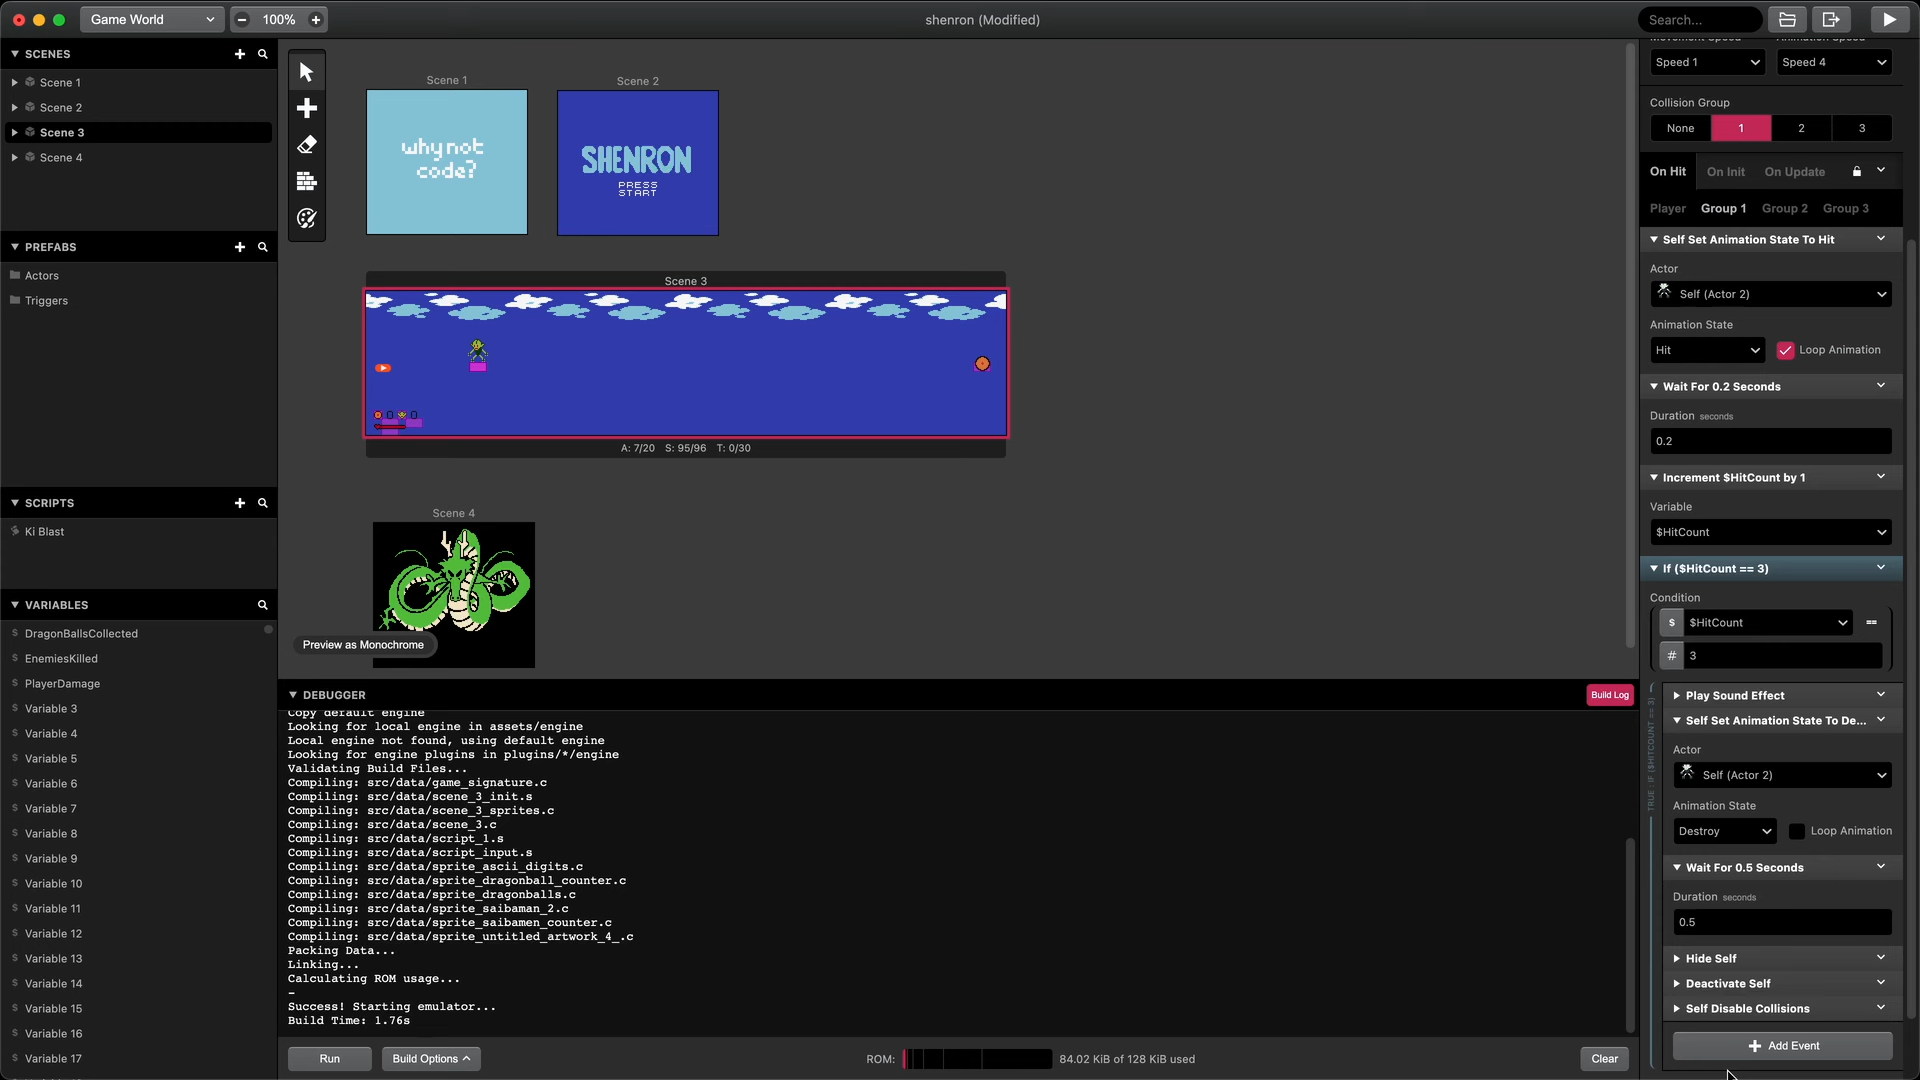 Game World
100%
shenron (Modified)
Search...
SCENES
Scene 1
Scene 2
Scene 3
Scene 4
PREFABS
Actors
Triggers
SCRIPTS
Ki Blast
VARIABLES
$ DragonBallsCollected
$ EnemiesKilled
$ PlayerDamage
$ Variable 3
$ Variable 4
$ Variable 5
$ Variable 6
$ Variable 7
$ Variable 8
$ Variable 9
$ Variable 10
$ Variable 11
$ Variable 12
$ Variable 13
$ Variable 14
$ Variable 15
$ Variable 16
$ Variable 17
Scene 1
why not
code?
Scene 2
SHENRON
PRESS
START
Scene 3
A: 7/20 S: 95/96 T: 0/30
Scene 4
Preview as Monochrome
DEBUGGER
Build Log
Copy default engine
Looking for local engine in assets/engine
Local engine not found, using default engine
Looking for engine plugins in plugins/*/engine
Validating Build Files...
Compiling: src/data/game_signature.c
Compiling: src/data/scene_3_init.s
Compiling: src/data/scene_3_sprites.c
Compiling: src/data/scene_3.c
Compiling: src/data/script_1.s
Compiling: src/data/script_input.s
Compiling: src/data/sprite_ascii_digits.c
Compiling: src/data/sprite_dragonball_counter.c
Compiling: src/data/sprite_dragonballs.c
Compiling: src/data/sprite_saibaman_2.c
Compiling: src/data/sprite_saibamen_counter.c
Compiling: src/data/sprite_untitled_artwork_4_.c
Packing Data...
Linking...
Calculating ROM usage...
-
Success! Starting emulator...
Build Time: 1.76s
Run
Build Options
ROM:
84.02 KiB of 128 KiB used
Clear
Movement Speed Animation Speed
Speed 1 Speed 4
Collision Group
None 1 2 3
On Hit On Init On Update
Player Group 1 Group 2 Group 3
Self Set Animation State To Hit
Actor
Self (Actor 2)
Animation State
Hit Loop Animation
Wait For 0.2 Seconds
Duration seconds
0.2
Increment $HitCount by 1
Variable
$HitCount
If ($HitCount == 3)
Condition
$ $HitCount ==
# 3
TRUE: IF ($HITCOUNT == 3)
Play Sound Effect
Self Set Animation State To De...
Actor
Self (Actor 2)
Animation State
Destroy Loop Animation
Wait For 0.5 Seconds
Duration seconds
0.5
Hide Self
Deactivate Self
Self Disable Collisions
Add Event